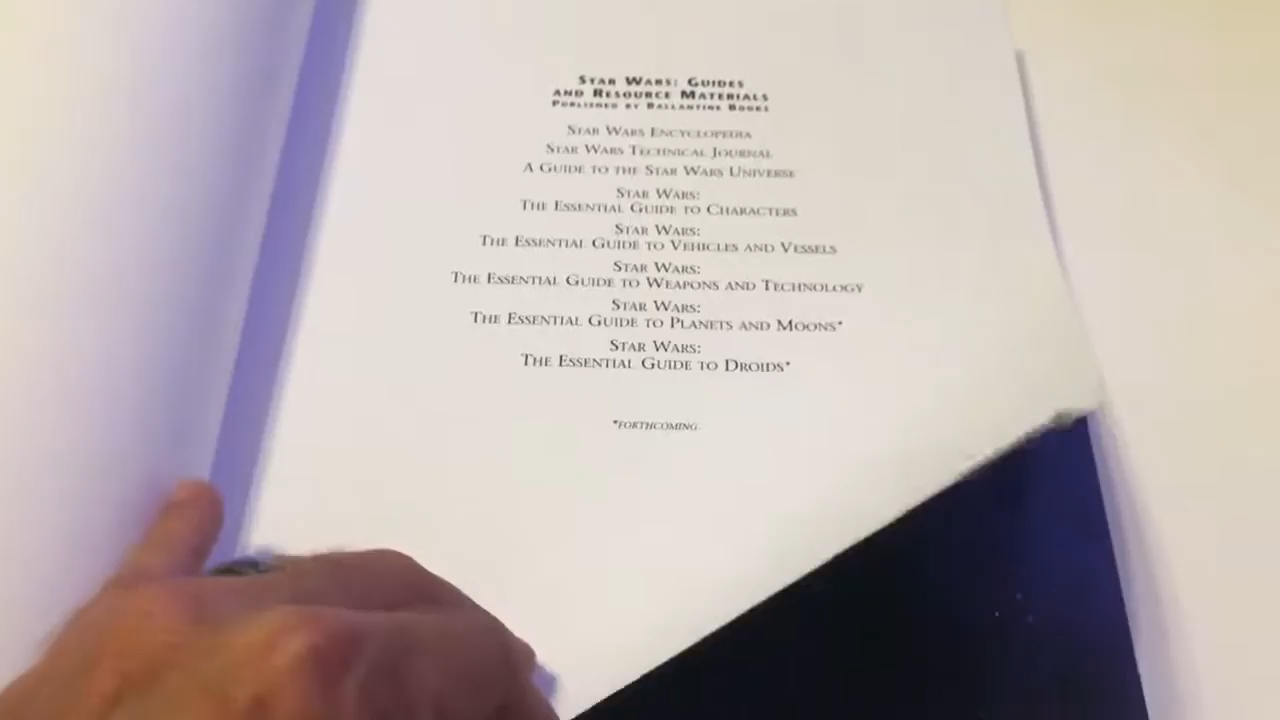 STAR WARS: GUIDES
AND RESOURCE MATERIALS
PUBLISHED BY BALLANTINE BOOKS
STAR WARS ENCYCLOPEDIA
STAR WARS TECHNICAL JOURNAL
A GUIDE TO THE STAR WARS UNIVERSE
STAR WARS:
THE ESSENTIAL GUIDE TO CHARACTERS
STAR WARS:
THE ESSENTIAL GUIDE TO VEHICLES AND VESSELS
STAR WARS:
THE ESSENTIAL GUIDE TO WEAPONS AND TECHNOLOGY
STAR WARS:
THE ESSENTIAL GUIDE TO PLANETS AND MOONS*
STAR WARS:
THE ESSENTIAL GUIDE TO DROIDS*
*FORTHCOMING